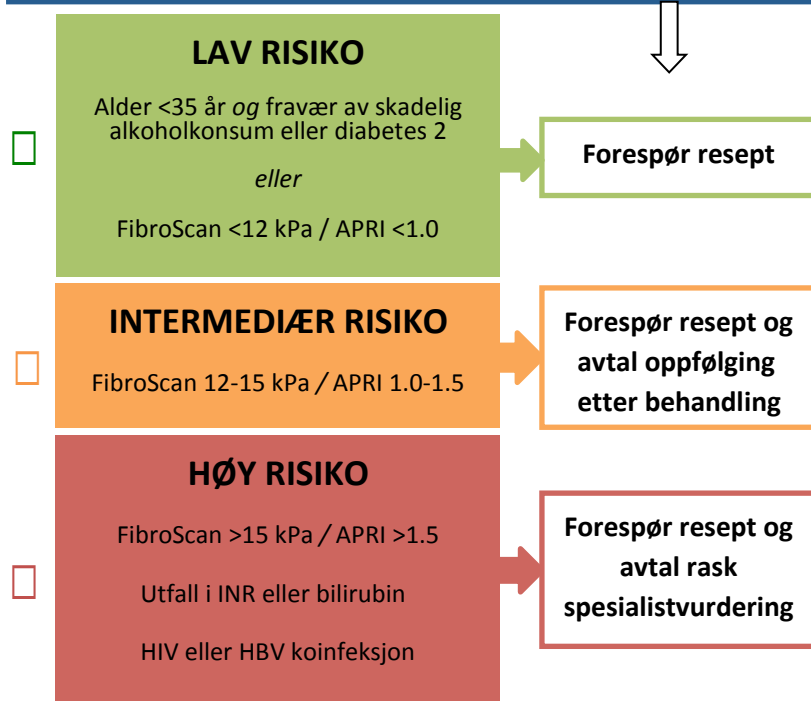 LAV RISIKO
Alder <35 år og fravær av skadelig
alkoholkonsum eller diabetes 2
eller
FibroScan <12 kPa / APRI <1.0
Forespør resept
INTERMEDIÆR RISIKO
FibroScan 12-15 kPa / APRI 1.0-1.5
Forespør resept og
avtal oppfølging
etter behandling
HØY RISIKO
FibroScan >15 kPa / APRI >1.5
Utfall i INR eller bilirubin
HIV eller HBV koinfeksjon
Forespør resept og
avtal rask
spesialistvurdering